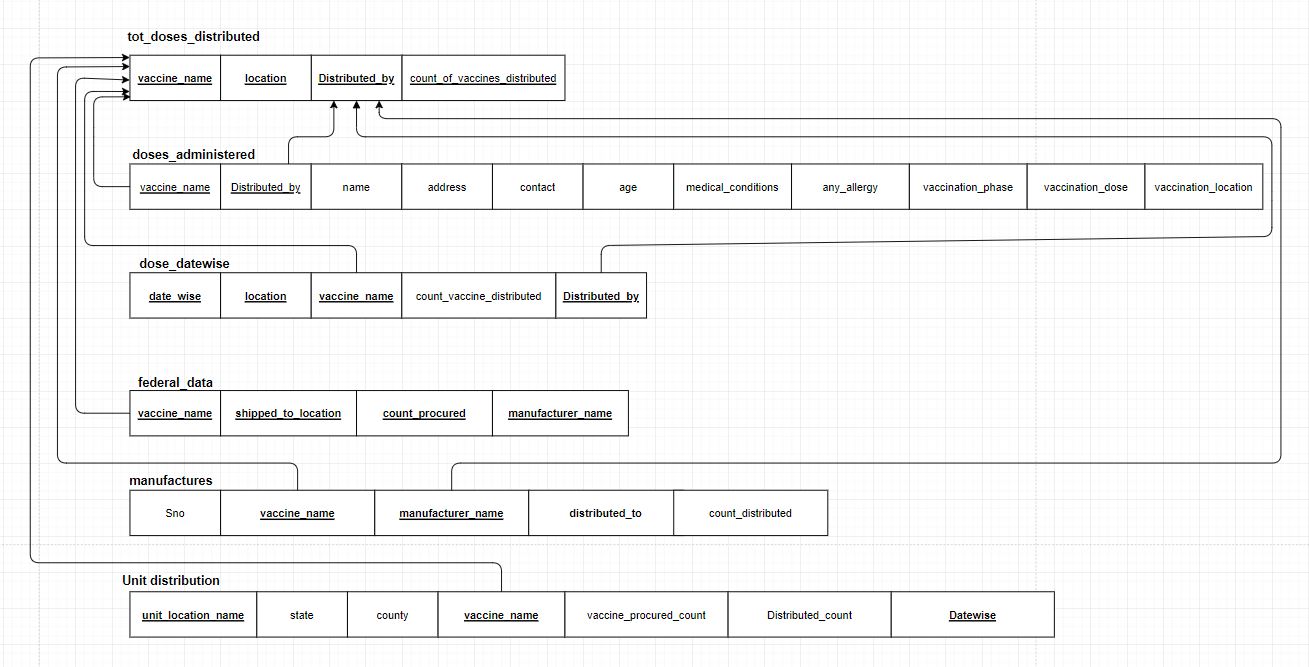 tot_doses_distributed
vaccine_name location Distributed_by count_of_vaccines_distributed
doses_administered
vaccine_name Distributed_by name address contact age medical_conditions any_allergy vaccination_phase vaccination_dose vaccination_location
dose_datewise
date_wise location vaccine_name count_vaccine_distributed Distributed_by
federal_data
vaccine_name shipped_to_location count_procured manufacturer_name
manufactures
Sno vaccine_name manufacturer_name distributed_to count_distributed
Unit distribution
unit_location_name state county vaccine_name vaccine_procured_count Distributed_count Datewise